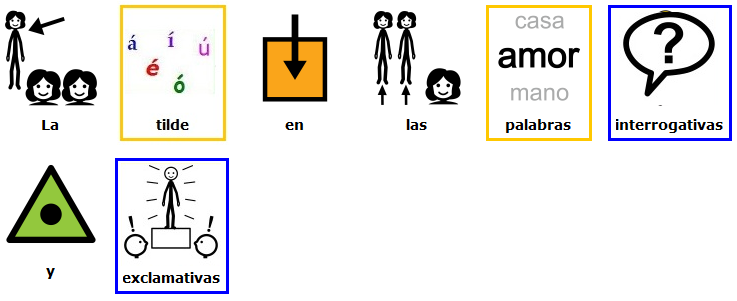 á í ú
é ó
casa
amor
mano
?
La tilde en las palabras interrogativas
! !
y exclamativas